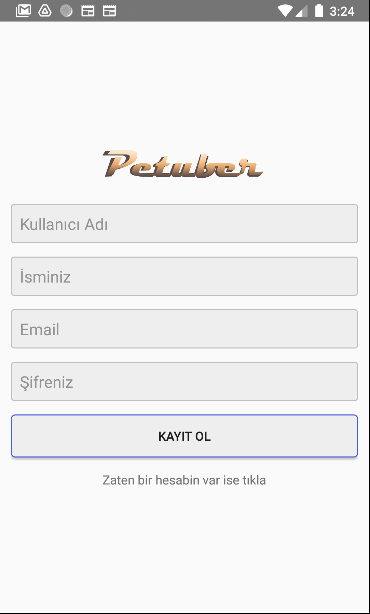 3:24
Petuber
Kullanıcı Adı
İsminiz
Email
Şifreniz
KAYIT OL
Zaten bir hesabin var ise tıkla